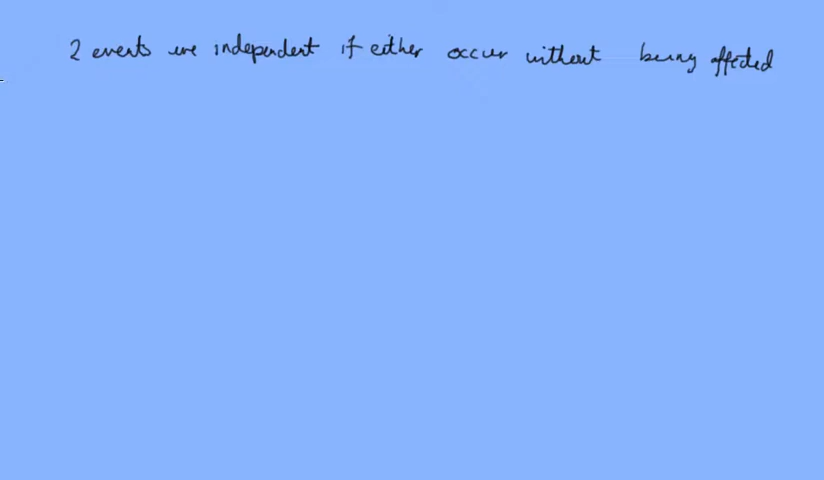 2 events are independent if either occur without being affected